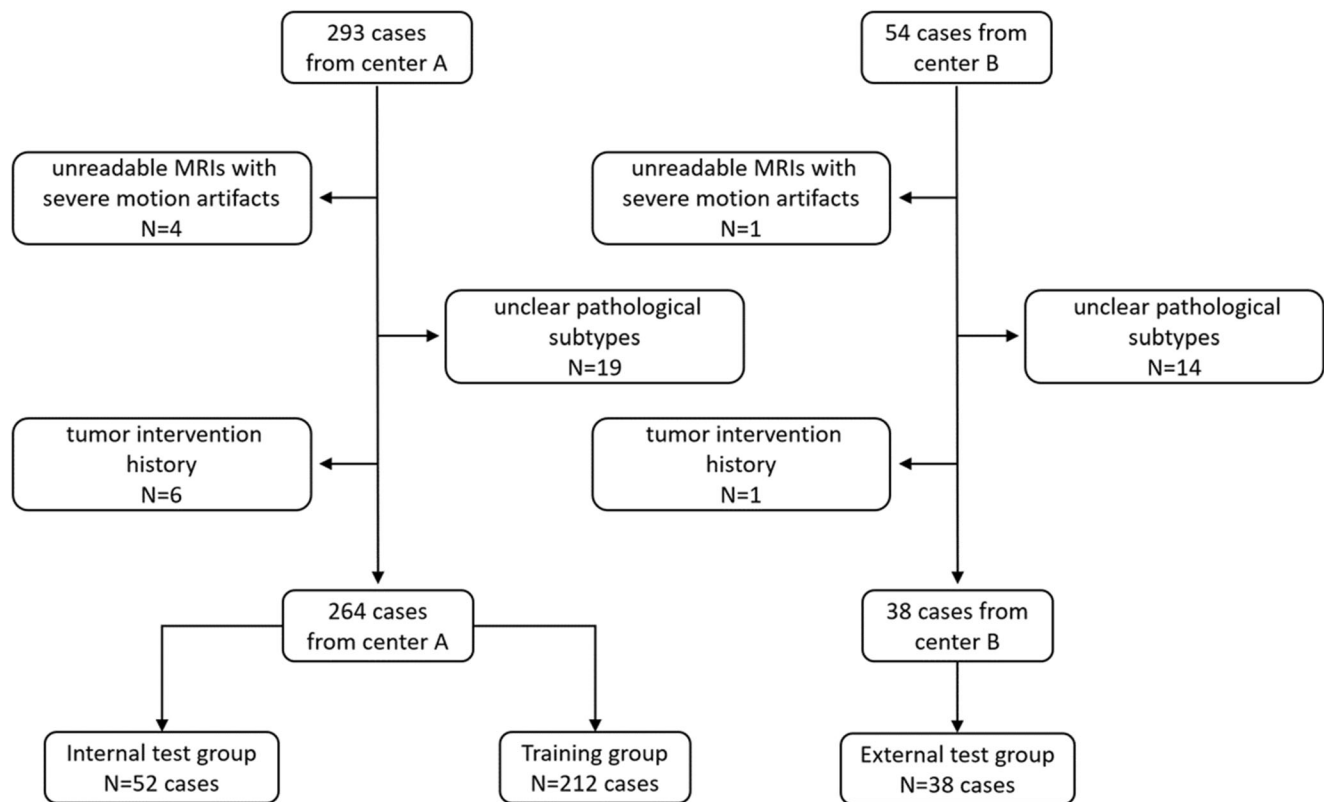 293 cases
from center A
54 cases from
center B
unreadable MRIs with
severe motion artifacts
N=4
unreadable MRIs with
severe motion artifacts
N=1
unclear pathological
subtypes
N=19
unclear pathological
subtypes
N=14
tumor intervention
history
N=6
tumor intervention
history
N=1
264 cases
from center A
38 cases from
center B
Internal test group
N=52 cases
Training group
N=212 cases
External test group
N=38 cases